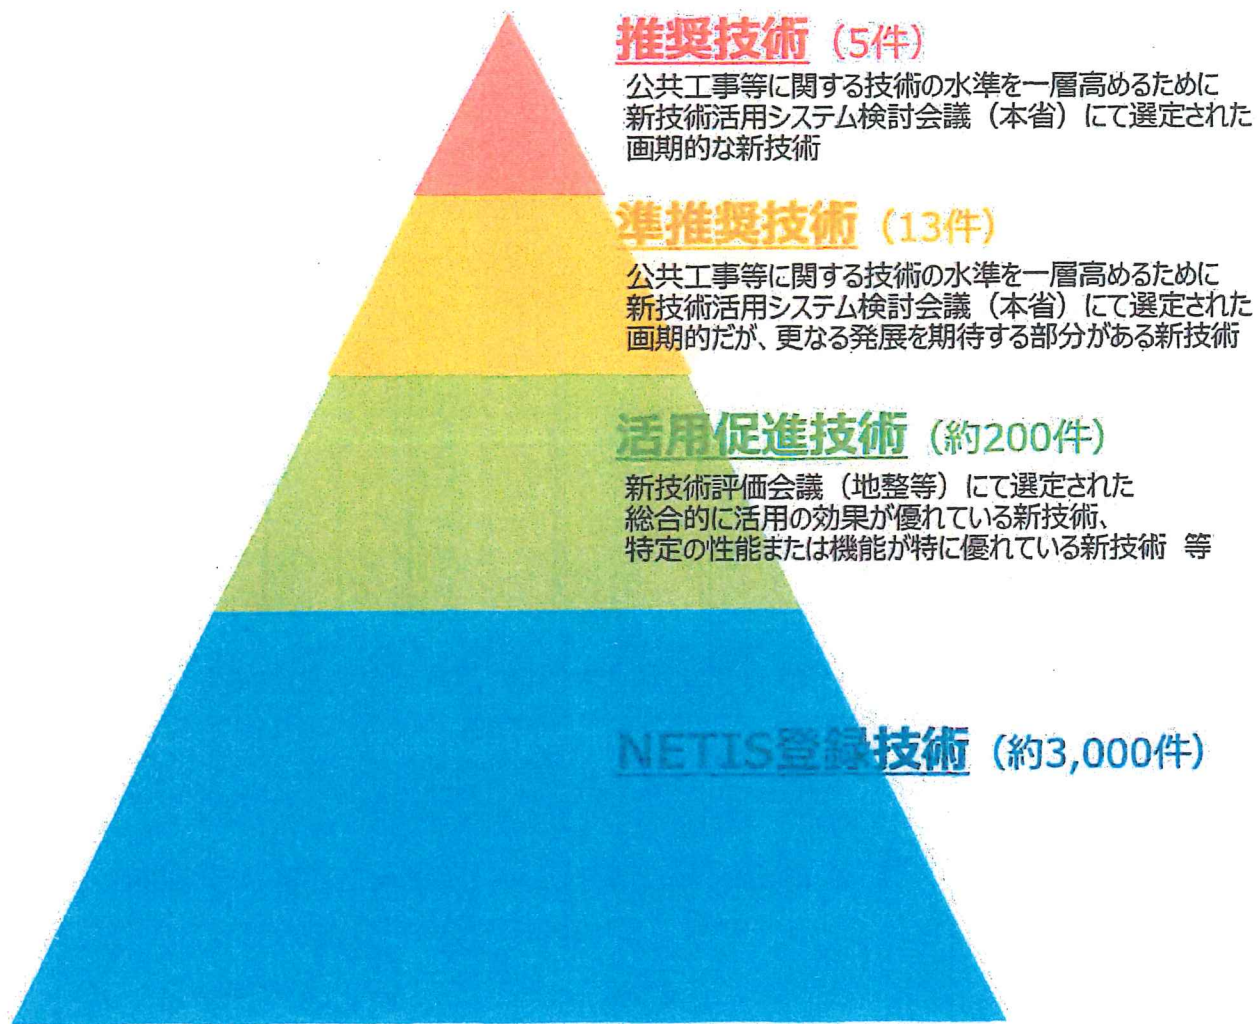 推奨技術（5件）
公共工事等に関する技術の水準を一層高めるために
新技術活用システム検討会議（本省）にて選定された
画期的な新技術
準推奨技術（13件）
公共工事等に関する技術の水準を一層高めるために
新技術活用システム検討会議（本省）にて選定された
画期的だが、更なる発展を期待する部分がある新技術
活用促進技術（約200件）
新技術評価会議（地整等）にて選定された
総合的に活用の効果が優れている新技術、
特定の性能または機能が特に優れている新技術 等
NETIS登録技術（約3,000件）